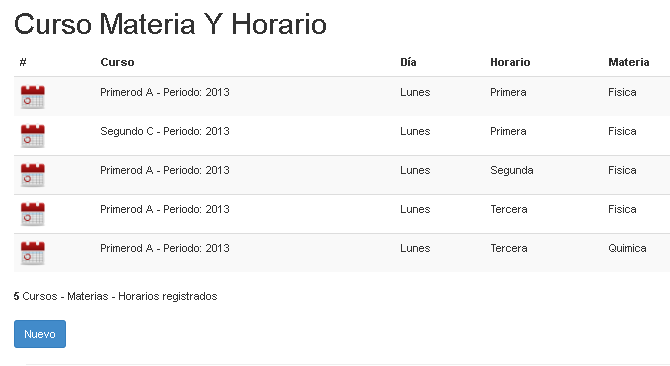 Curso Materia Y Horario
# Curso Día Horario Materia
Primerod A - Periodo: 2013 Lunes Primera Fisica
Segundo C - Periodo: 2013 Lunes Primera Fisica
Primerod A - Periodo: 2013 Lunes Segunda Fisica
Primerod A - Periodo: 2013 Lunes Tercera Fisica
Primerod A - Periodo: 2013 Lunes Tercera Quimica
5 Cursos - Materias - Horarios registrados
Nuevo